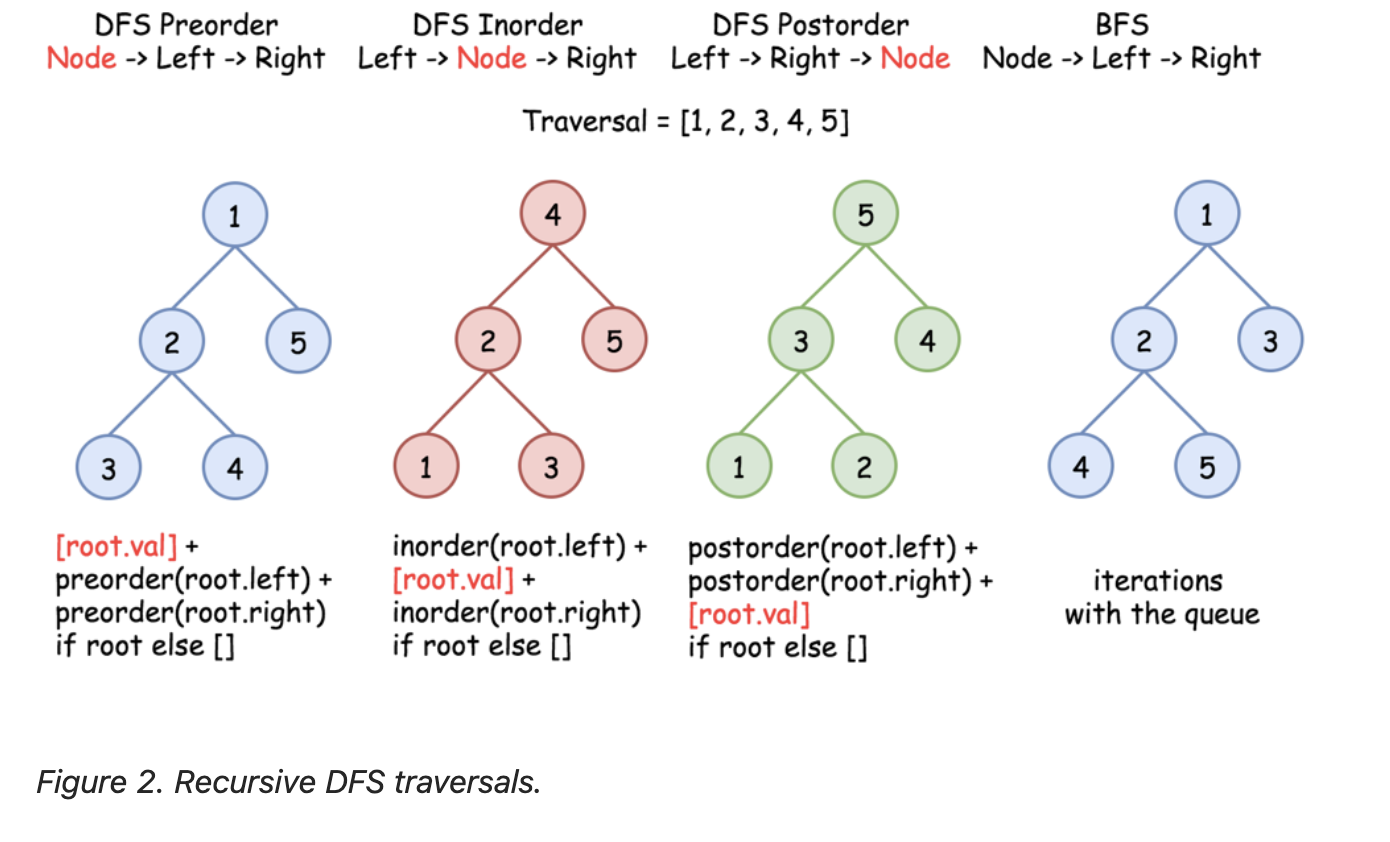 DFS Preorder
Node -> Left -> Right
DFS Inorder
Left -> Node -> Right
DFS Postorder
Left -> Right -> Node
BFS
Node -> Left -> Right
Traversal = [1, 2, 3, 4, 5]
1
2
5
3
4
4
2
5
1
3
5
3
4
1
2
1
2
3
4
5
[root.val] +
preorder(root.left) +
preorder(root.right)
if root else []
inorder(root.left) +
[root.val] +
inorder(root.right)
if root else []
postorder(root.left) +
postorder(root.right) +
[root.val]
if root else []
iterations
with the queue
Figure 2. Recursive DFS traversals.